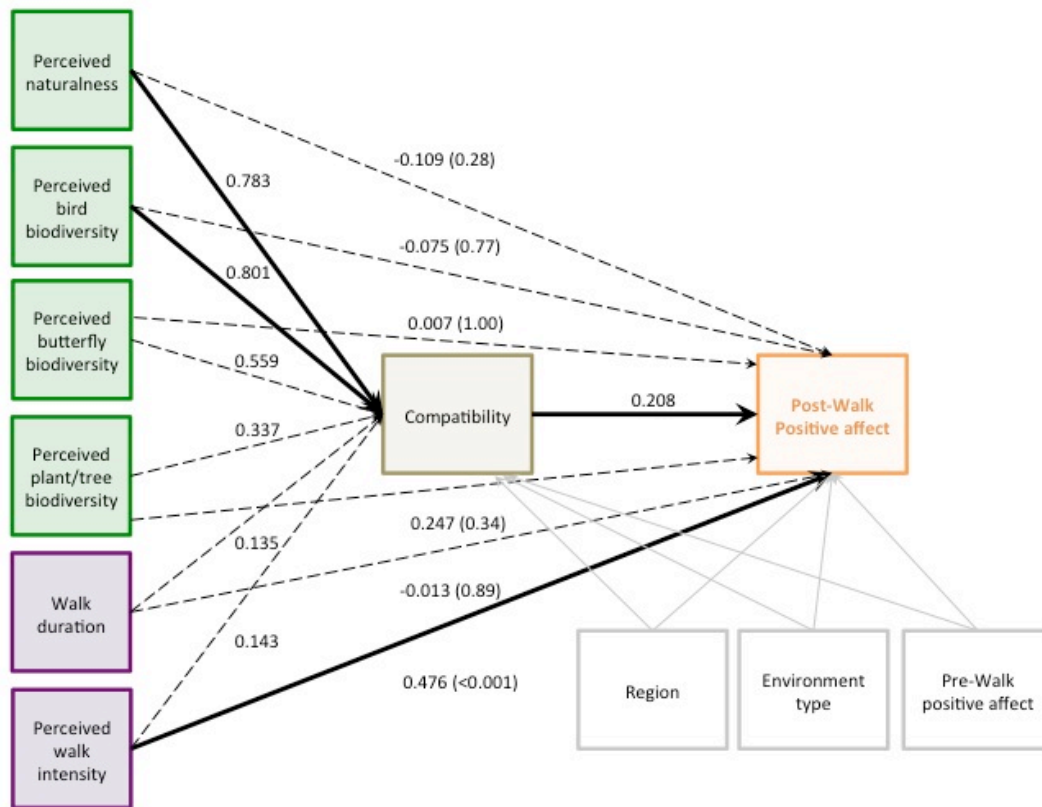 Perceived
naturalness
-0.109 (0.28)
0.783
Perceived
bird
biodiversity
-0.075 (0.77)
0.801
Perceived
butterfly
biodiversity
0.007 (1.00)
0.559
Compatibility
0.208
Post-Walk
Positive affect
Perceived
plant/tree
biodiversity
0.337
0.247 (0.34)
0.135
Walk
duration
-0.013 (0.89)
0.143
0.476 (<0.001)
Perceived
walk
intensity
Region
Environment
type
Pre-Walk
positive affect